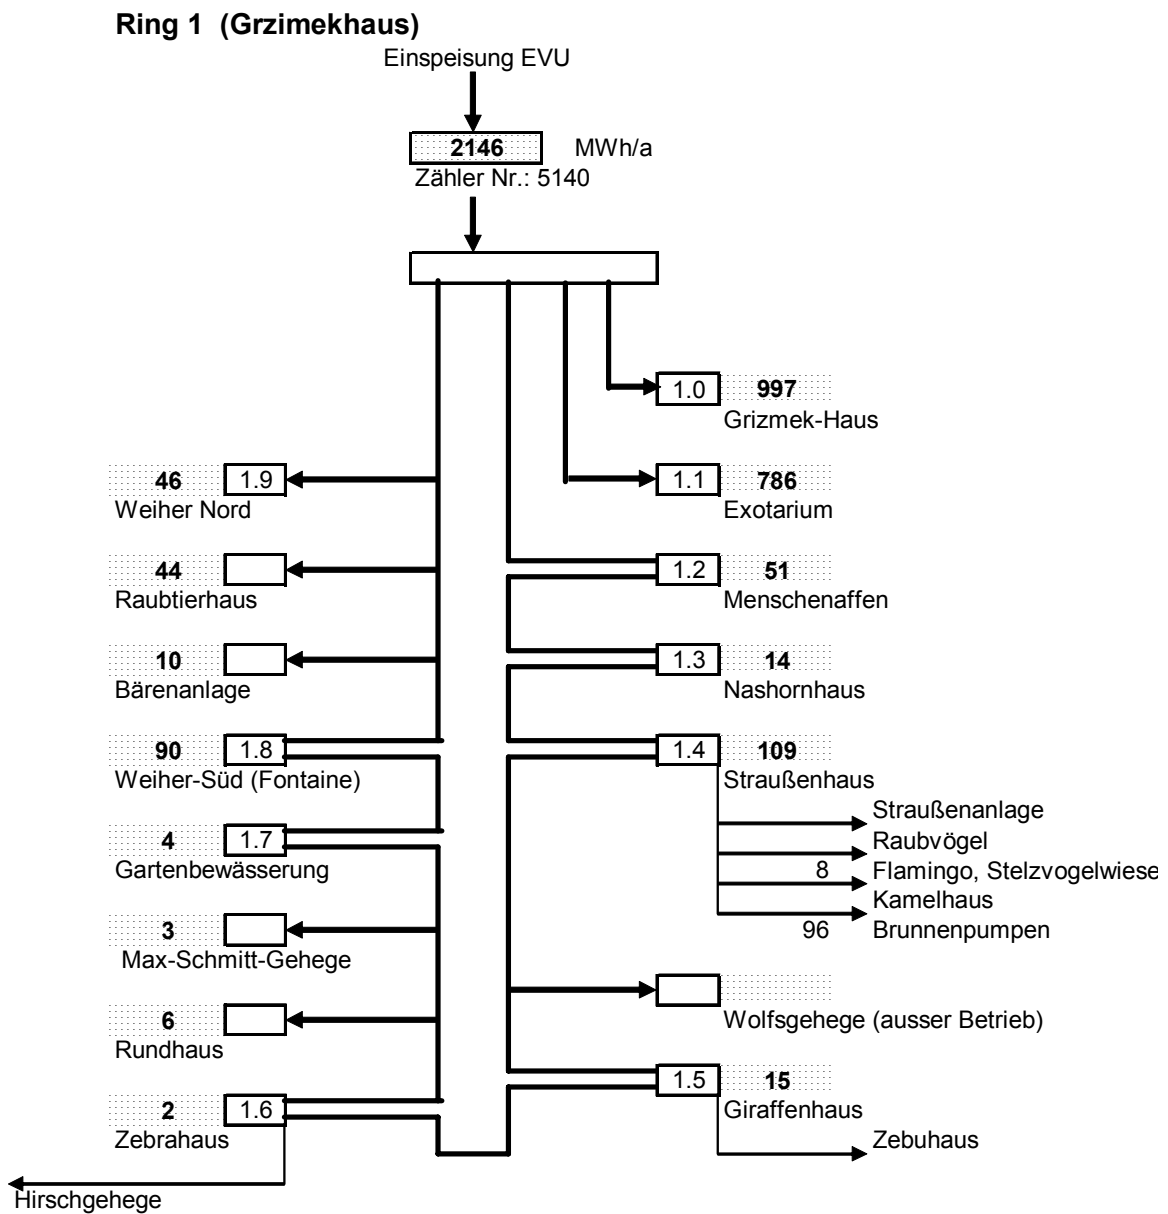 Ring 1 (Grzimekhaus)
Einspeisung EVU
2146 MWh/a
Zähler Nr.: 5140
1.0 997
Grizmek-Haus
46 1.9
Weiher Nord
1.1 786
Exotarium
44
Raubtierhaus
1.2 51
Menschenaffen
10
Bärenanlage
1.3 14
Nashornhaus
90 1.8
Weiher-Süd (Fontaine)
1.4 109
Straußenhaus
Straußenanlage
Raubvögel
8 Flamingo, Stelzvogelwiese
Kamelhaus
96 Brunnenpumpen
4 1.7
Gartenbewässerung
3
Max-Schmitt-Gehege
Wolfsgehege (ausser Betrieb)
6
Rundhaus
1.5 15
Giraffenhaus
Zebuhaus
2 1.6
Zebrahaus
Hirschgehege